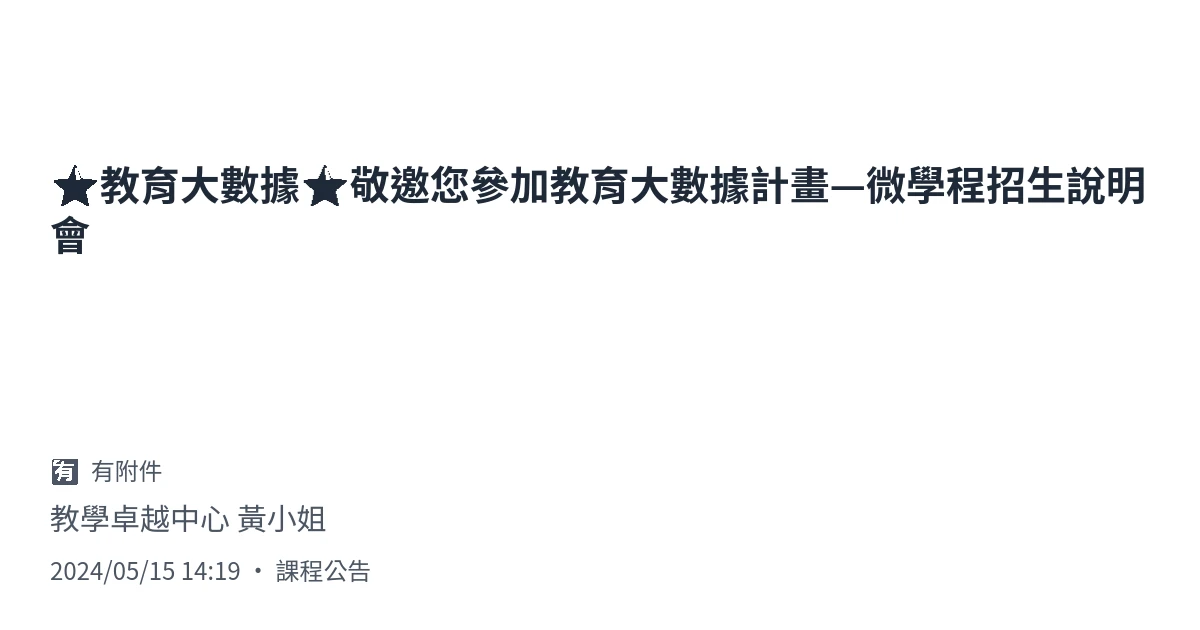 ★教育大數據★敬邀您參加教育大數據計畫—微學程招生說明
會
🈶 有附件
教學卓越中心 黃小姐
2024/05/15 14:19 • 課程公告